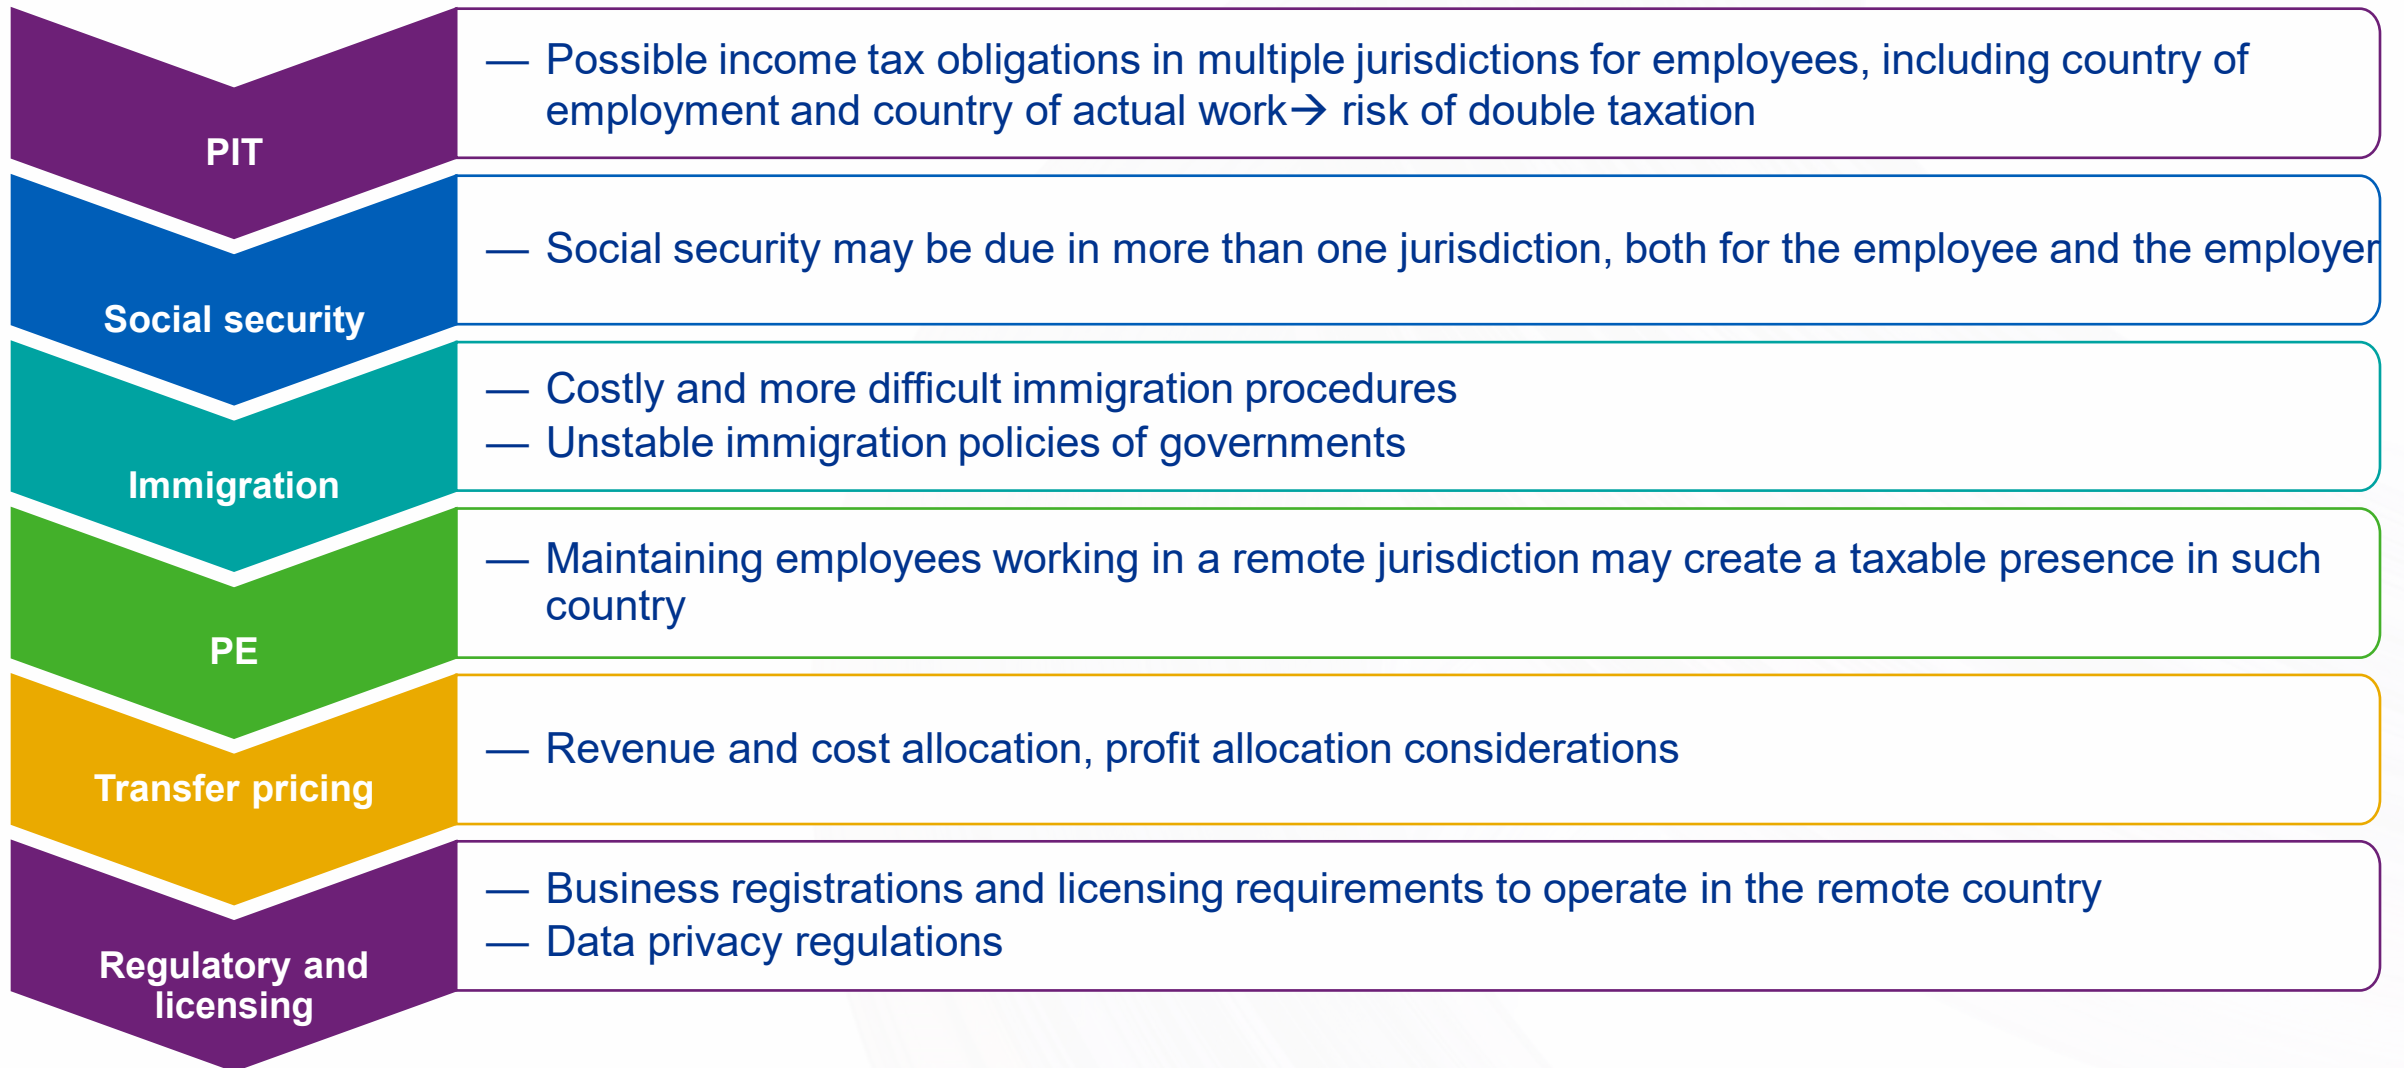 PIT
— Possible income tax obligations in multiple jurisdictions for employees, including country of
employment and country of actual work→ risk of double taxation
Social security
— Social security may be due in more than one jurisdiction, both for the employee and the employer
Immigration
— Costly and more difficult immigration procedures
— Unstable immigration policies of governments
PE
— Maintaining employees working in a remote jurisdiction may create a taxable presence in such
country
Transfer pricing
— Revenue and cost allocation, profit allocation considerations
Regulatory and
licensing
— Business registrations and licensing requirements to operate in the remote country
— Data privacy regulations